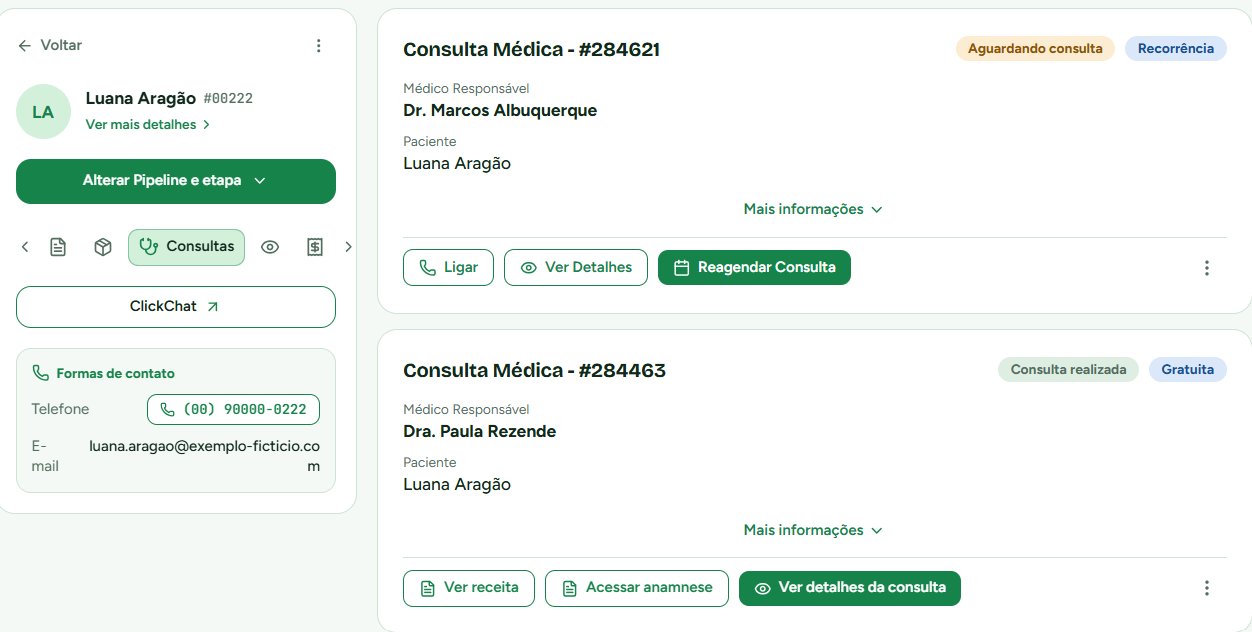 Voltar
LA
Luana Aragão #00222
Ver mais detalhes
Alterar Pipeline e etapa
Consultas
ClickChat
Formas de contato
Telefone (00) 90000-0222
E-
mail
luana.aragao@exemplo-ficticio.co
m
Consulta Médica - #284621
Aguardando consulta
Recorrência
Médico Responsável
Dr. Marcos Albuquerque
Paciente
Luana Aragão
Mais informações
Ligar
Ver Detalhes
Reagendar Consulta
Consulta Médica - #284463
Consulta realizada
Gratuita
Médico Responsável
Dra. Paula Rezende
Paciente
Luana Aragão
Mais informações
Ver receita
Acessar anamnese
Ver detalhes da consulta